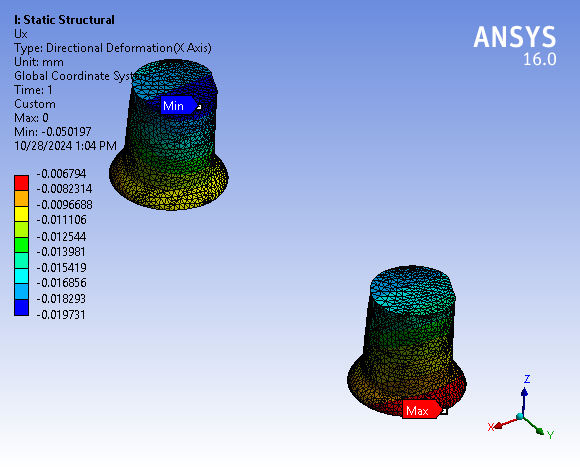 I: Static Structural
Ux
Type: Directional Deformation(X Axis)
Unit: mm
Global Coordinate Syst
Time: 1
Custom
Max: 0
Min: -0.050197
10/28/2024 1:04 PM
ANSYS
16.0
Min
-0.006794
-0.0082314
-0.0096688
-0.011106
-0.012544
-0.013981
-0.015419
-0.016856
-0.018293
-0.019731
Max
Z
X
Y